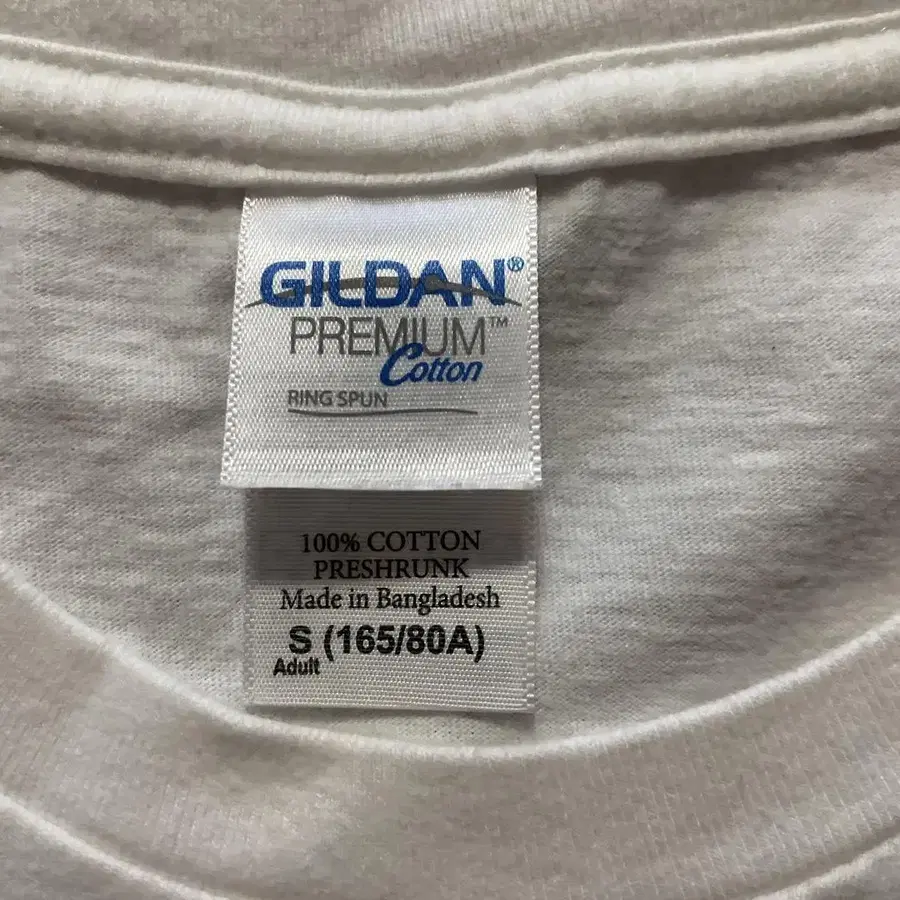 GILDAN®
PREMIUM™
Cotton
RING SPUN
100% COTTON
PRESHRUNK
Made in Bangladesh
S (165/80A)
Adult